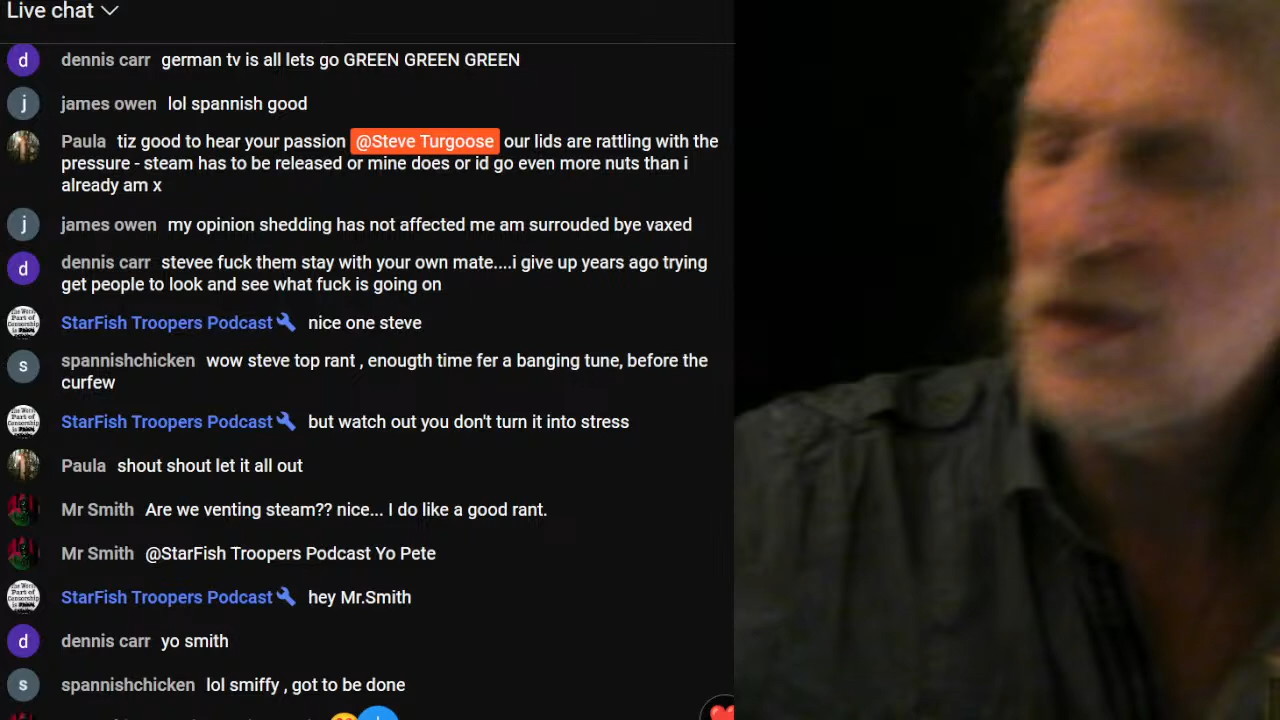 Live chat
d dennis carr german tv is all lets go GREEN GREEN GREEN
j james owen lol spannish good
Paula tiz good to hear your passion @Steve Turgoose our lids are rattling with the
pressure - steam has to be released or mine does or id go even more nuts than i
already am x
j james owen my opinion shedding has not affected me am surrouded bye vaxed
d dennis carr stevee fuck them stay with your own mate....i give up years ago trying
get people to look and see what fuck is going on
StarFish Troopers Podcast nice one steve
s spannishchicken wow steve top rant , enougth time fer a banging tune, before the
curfew
StarFish Troopers Podcast but watch out you don't turn it into stress
Paula shout shout let it all out
Mr Smith Are we venting steam?? nice... I do like a good rant.
Mr Smith @StarFish Troopers Podcast Yo Pete
StarFish Troopers Podcast hey Mr.Smith
d dennis carr yo smith
s spannishchicken lol smiffy , got to be done